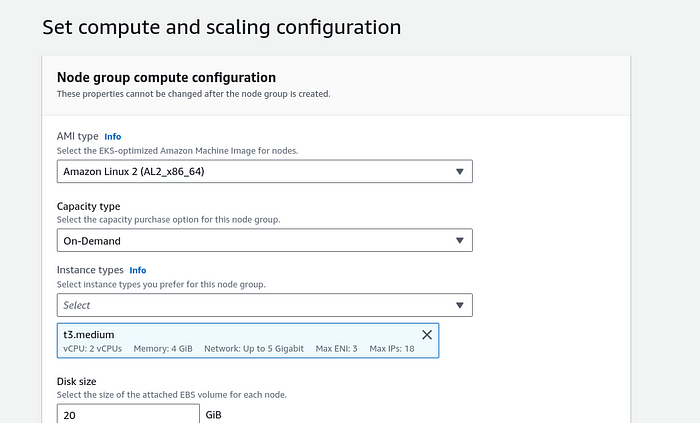 Set compute and scaling configuration
Node group compute configuration
These properties cannot be changed after the node group is created.
AMI type Info
Select the EKS-optimized Amazon Machine Image for nodes.
Amazon Linux 2 (AL2_x86_64)
Capacity type
Select the capacity purchase option for this node group.
On-Demand
Instance types Info
Select instance types you prefer for this node group.
Select
t3.medium
vCPU: 2 vCPUs Memory: 4 GiB Network: Up to 5 Gigabit Max ENI: 3 Max IPs: 18
Disk size
Select the size of the attached EBS volume for each node.
20 GiB